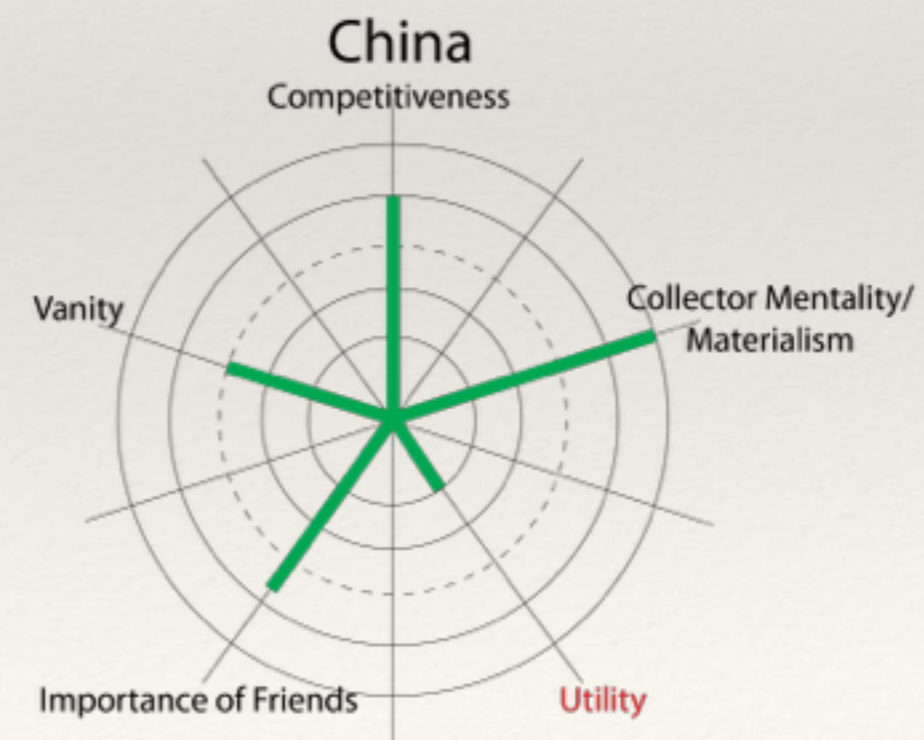 China
Competitiveness
Vanity
Collector Mentality/
Materialism
Importance of Friends
Utility